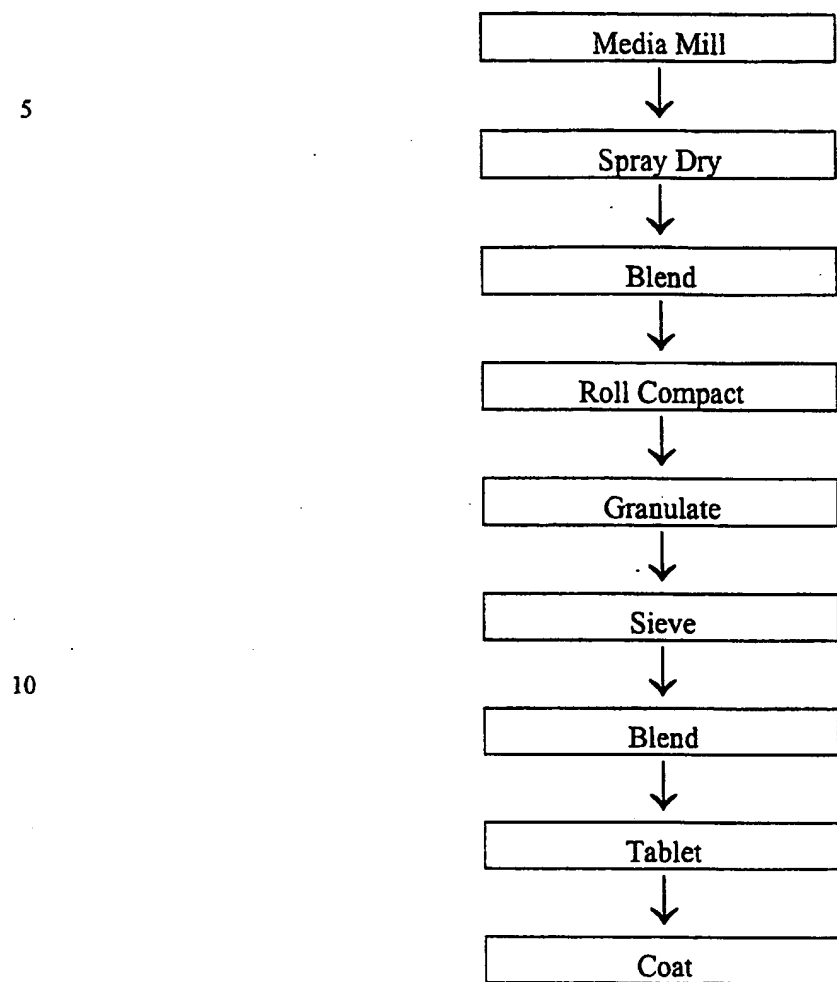 Media Mill
5
Spray Dry
Blend
Roll Compact
Granulate
Sieve
10
Blend
Tablet
Coat